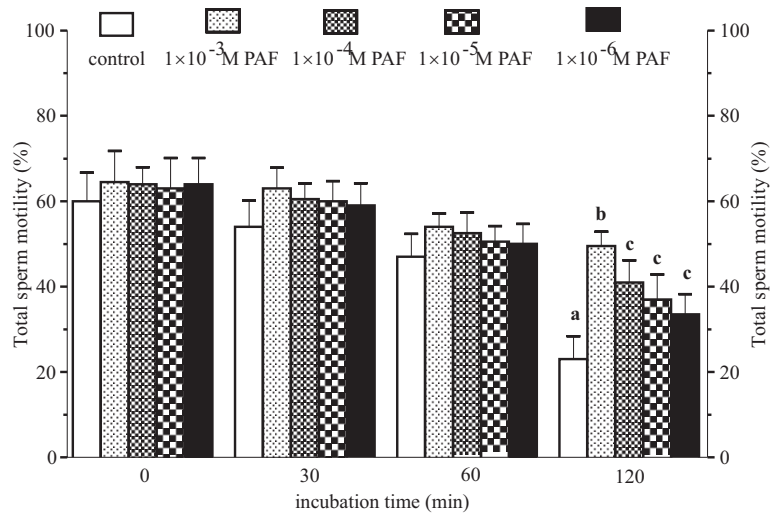 100 100
control 1×10⁻³M PAF 1×10⁻⁴M PAF 1×10⁻⁵M PAF 1×10⁻⁶M PAF
80 80
Total sperm motility (%)
Total sperm motility (%)
60 60
b
c
c
c
40 40
a
20 20
0 0
0 30 60 120
incubation time (min)